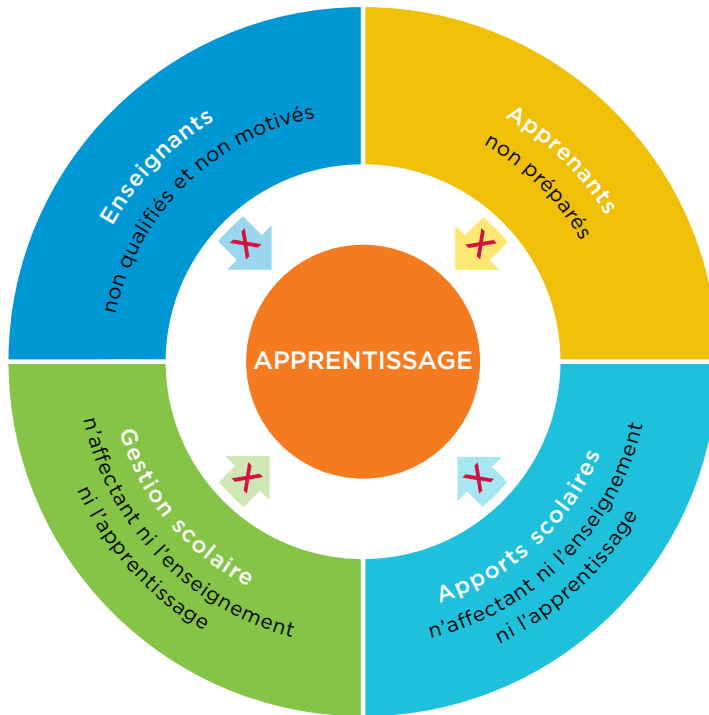 Enseignants
non qualifiés et non motivés
Apprenants
non préparés
APPRENTISSAGE
Gestion scolaire
n'affectant ni l'enseignement
ni l'apprentissage
Apports scolaires
n'affectant ni l'enseignement
ni l'apprentissage